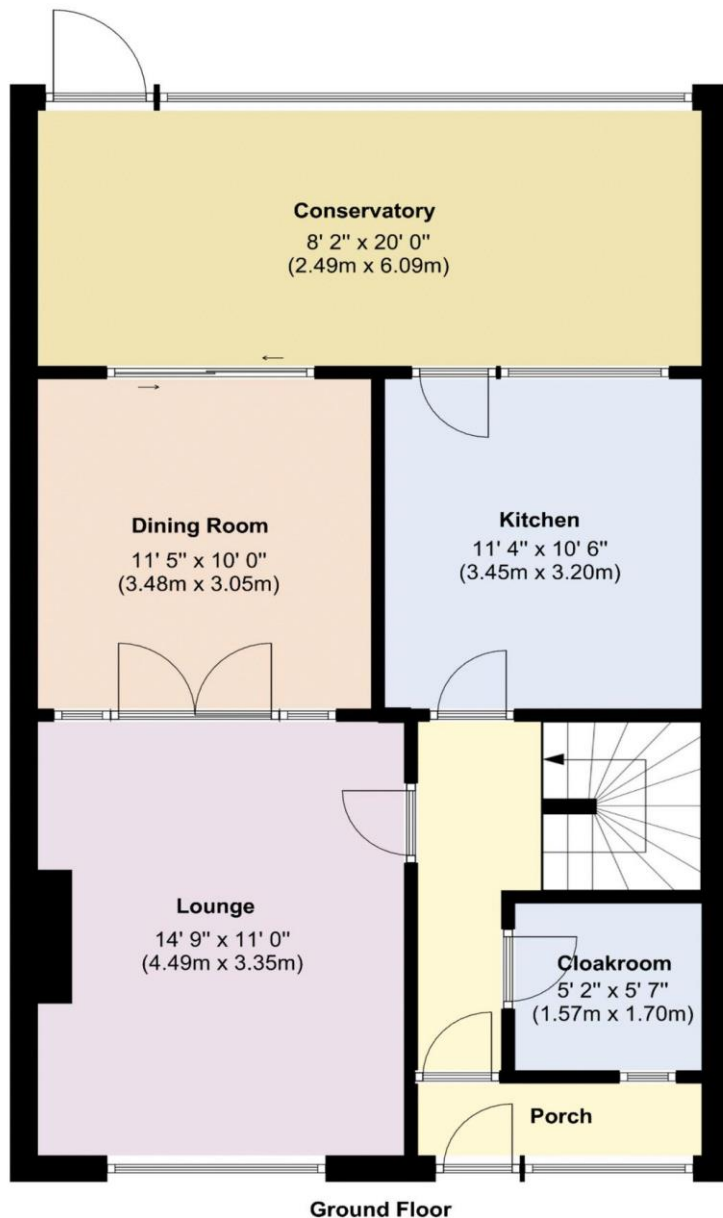 Conservatory
8' 2" x 20' 0"
(2.49m x 6.09m)
Dining Room
11' 5" x 10' 0"
(3.48m x 3.05m)
Kitchen
11' 4" x 10' 6"
(3.45m x 3.20m)
Lounge
14' 9" x 11' 0"
(4.49m x 3.35m)
Cloakroom
5' 2" x 5' 7"
(1.57m x 1.70m)
Porch
Ground Floor